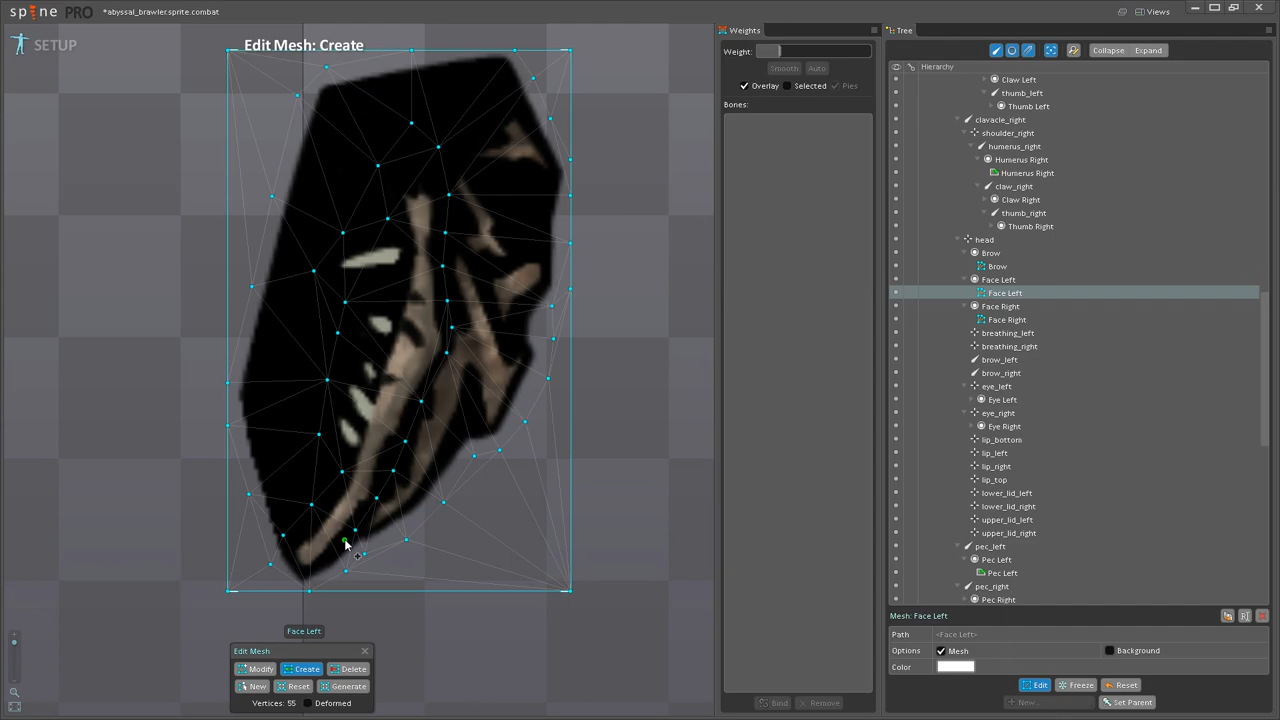 spine PRO
*abyssal_brawler.sprite.combat
Views
SETUP
Edit Mesh: Create
Weights
Weight:
Smooth
Auto
Overlay
Selected
Pies
Bones:
Bind
Remove
Tree
Collapse
Expand
Hierarchy
Claw Left
thumb_left
Thumb Left
clavacle_right
shoulder_right
humerus_right
Humerus Right
Humerus Right
claw_right
Claw Right
thumb_right
Thumb Right
head
Brow
Brow
Face Left
Face Left
Face Right
Face Right
breathing_left
breathing_right
brow_left
brow_right
eye_left
Eye Left
eye_right
Eye Right
lip_bottom
lip_left
lip_right
lip_top
lower_lid_left
lower_lid_right
upper_lid_left
upper_lid_right
pec_left
Pec Left
Pec Left
pec_right
Pec Right
Mesh: Face Left
Path
<Face Left>
Options
Mesh
Background
Color
Edit
Freeze
Reset
New...
Set Parent
Face Left
Edit Mesh
Modify
Create
Delete
New
Reset
Generate
Vertices: 55
Deformed